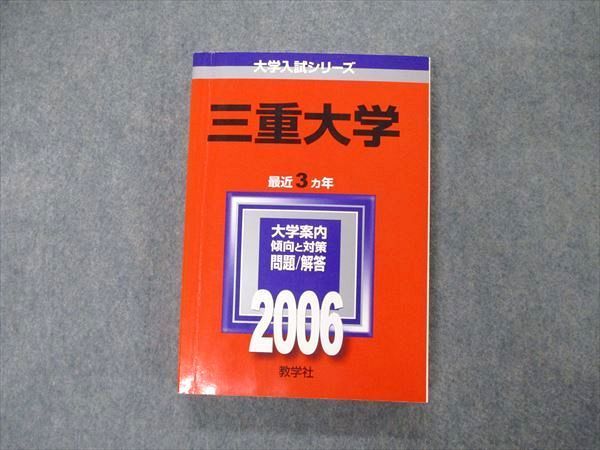 大学入試シリーズ
三重大学
最近3ヵ年
大学案内
傾向と対策
問題/解答
2006
教学社